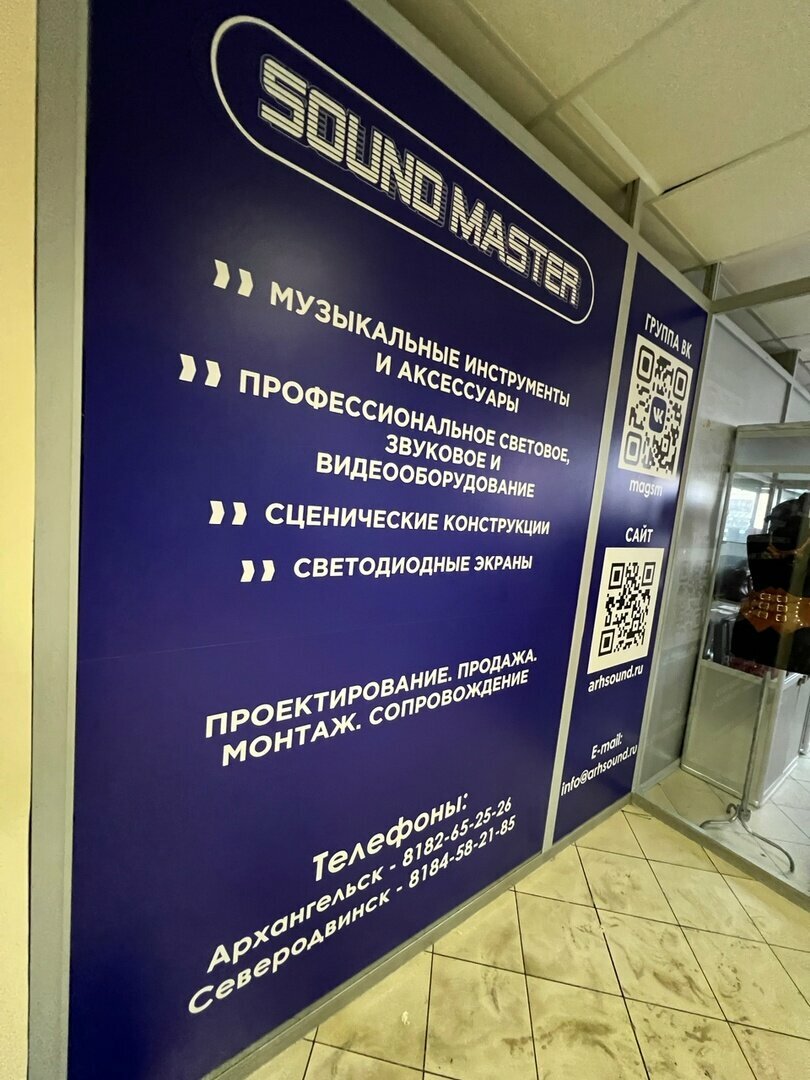 SOUND MASTER
МУЗЫКАЛЬНЫЕ ИНСТРУМЕНТЫ
И АКСЕССУАРЫ
ПРОФЕССИОНАЛЬНОЕ СВЕТОВОЕ,
ЗВУКОВОЕ И
ВИДЕООБОРУДОВАНИЕ
СЦЕНИЧЕСКИЕ КОНСТРУКЦИИ
СВЕТОДИОДНЫЕ ЭКРАНЫ
ПРОЕКТИРОВАНИЕ. ПРОДАЖА.
МОНТАЖ. СОПРОВОЖДЕНИЕ
Телефоны:
Архангельск - 8182-65-25-26
Северодвинск - 8184-58-21-85
ГРУППА ВК
magsm
САЙТ
arhsound.ru
E-mail:
info@arhsound.ru